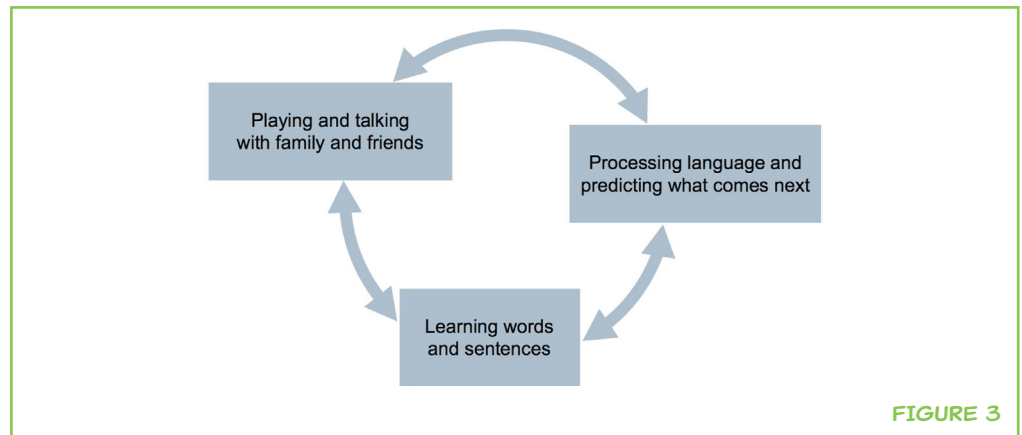 Playing and talking
with family and friends
Processing language and
predicting what comes next
Learning words
and sentences
FIGURE 3